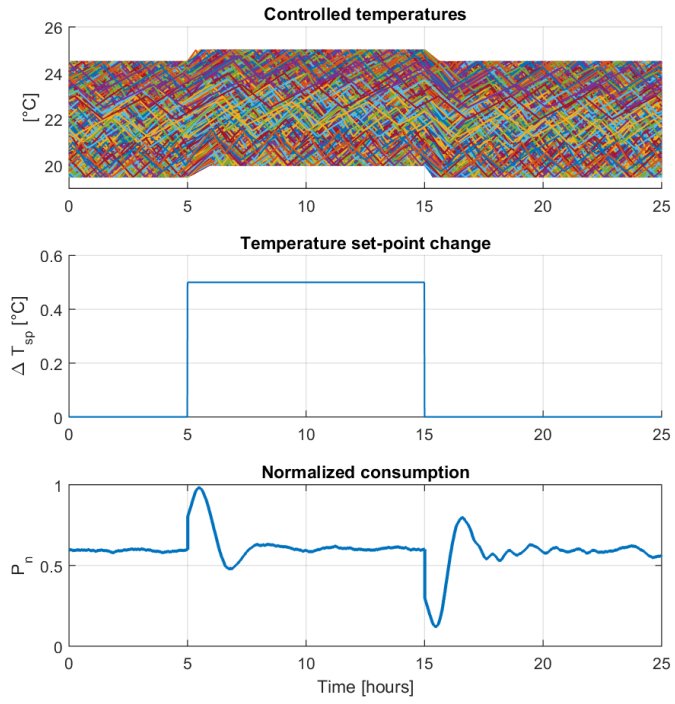 Controlled temperatures
26
24
22
20
[°C]
0 5 10 15 20 25
Temperature set-point change
0.6
0.4
0.2
0
Δ T_sp [°C]
0 5 10 15 20 25
Normalized consumption
1
0.5
0
P_n
0 5 10 15 20 25
Time [hours]